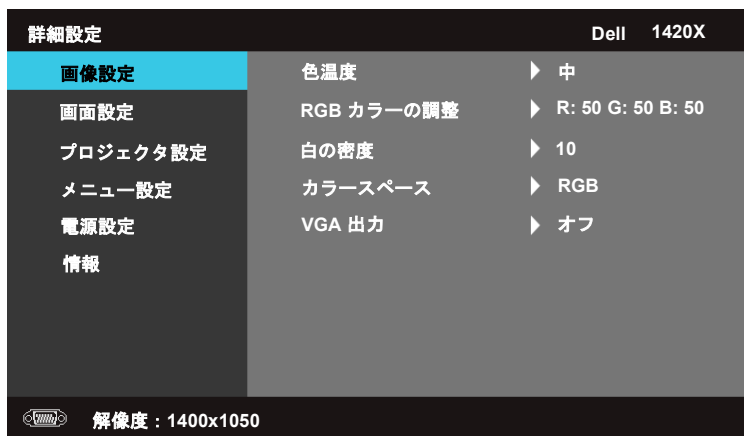 詳細設定 Dell 1420X
画像設定 色温度 中
画面設定 RGB カラーの調整 R: 50 G: 50 B: 50
プロジェクタ設定 白の密度 10
メニュー設定 カラースペース RGB
電源設定 VGA 出力 オフ
情報
解像度：1400x1050